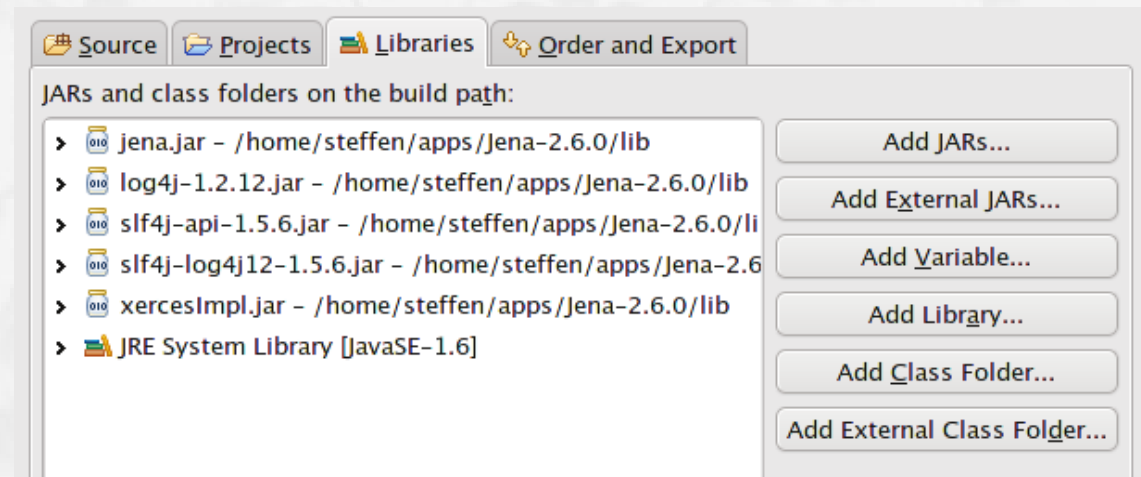 Source Projects Libraries Order and Export
JARs and class folders on the build path:
jena.jar – /home/steffen/apps/Jena-2.6.0/lib
log4j-1.2.12.jar – /home/steffen/apps/Jena-2.6.0/lib
slf4j-api-1.5.6.jar – /home/steffen/apps/Jena-2.6.0/li
slf4j-log4j12-1.5.6.jar – /home/steffen/apps/Jena-2.6
xercesImpl.jar – /home/steffen/apps/Jena-2.6.0/lib
JRE System Library [JavaSE-1.6]
Add JARs...
Add External JARs...
Add Variable...
Add Library...
Add Class Folder...
Add External Class Folder...